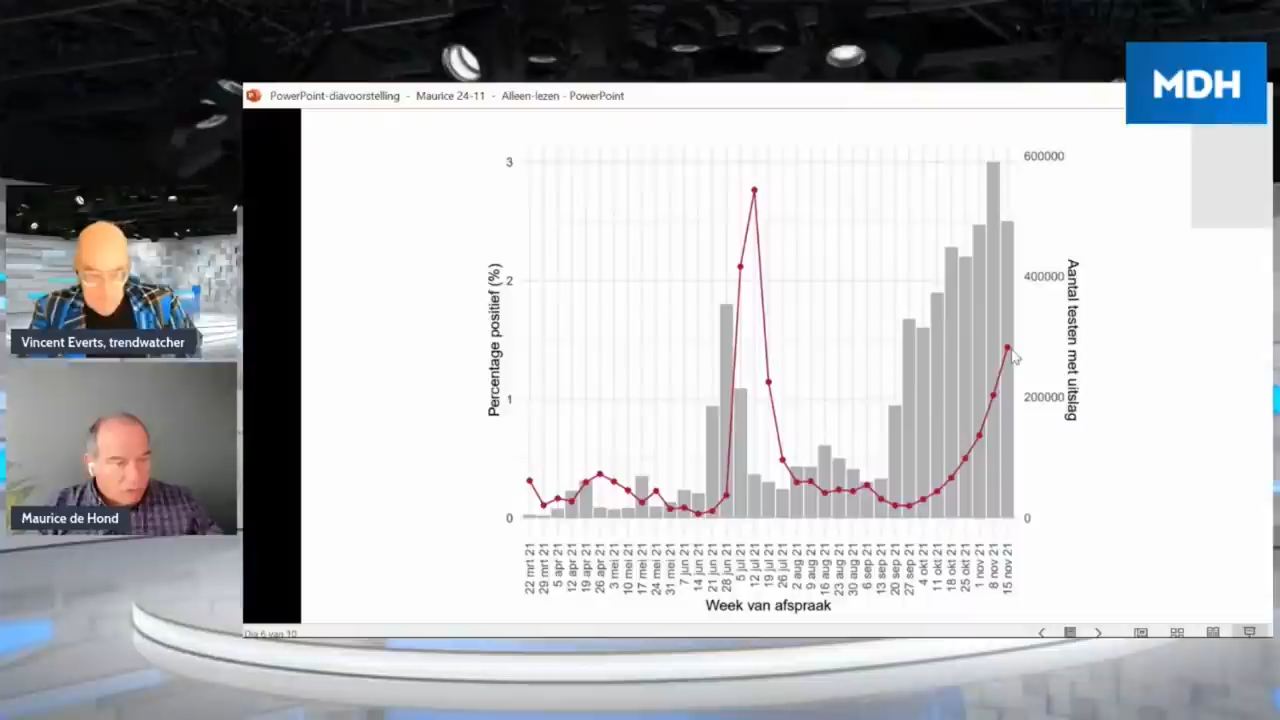 MDH
PowerPoint-diavoorstelling - Maurice 24-11 - Alleen-lezen - PowerPoint
Percentage positief (%)
3
2
1
0
600000
400000
200000
0
Aantal testen met uitslag
22 mrt 21
29 mrt 21
5 apr 21
12 apr 21
19 apr 21
26 apr 21
3 mei 21
10 mei 21
17 mei 21
24 mei 21
31 mei 21
7 jun 21
14 jun 21
21 jun 21
28 jun 21
5 jul 21
12 jul 21
19 jul 21
26 jul 21
2 aug 21
9 aug 21
16 aug 21
23 aug 21
30 aug 21
6 sep 21
13 sep 21
20 sep 21
27 sep 21
4 okt 21
11 okt 21
18 okt 21
25 okt 21
1 nov 21
8 nov 21
15 nov 21
Week van afspraak
Vincent Everts, trendwatcher
Maurice de Hond
Dia 6 van 10